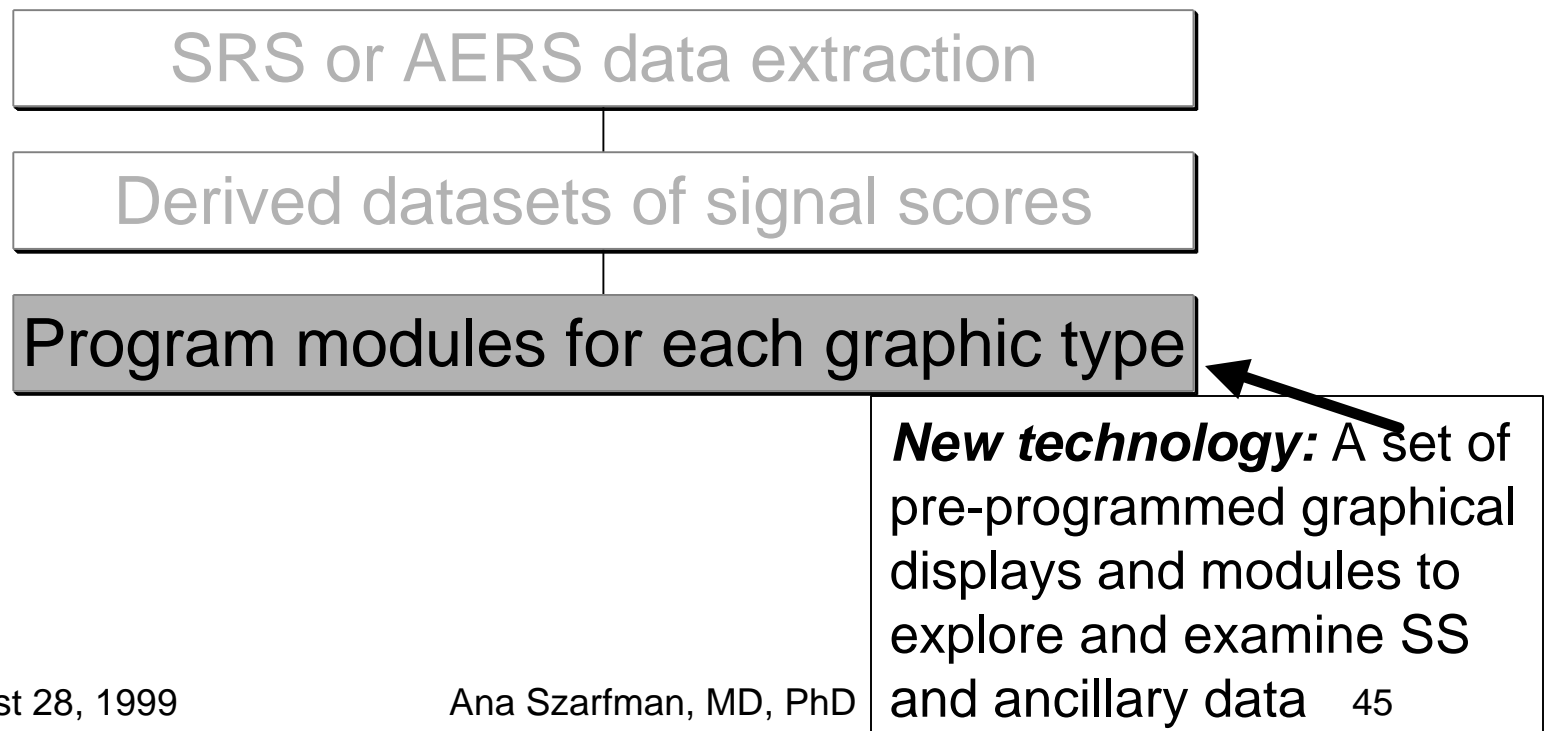 SRS or AERS data extraction
Derived datasets of signal scores
Program modules for each graphic type
New technology: A set of
pre-programmed graphical
displays and modules to
explore and examine SS
and ancillary data
st 28, 1999
Ana Szarfman, MD, PhD
45